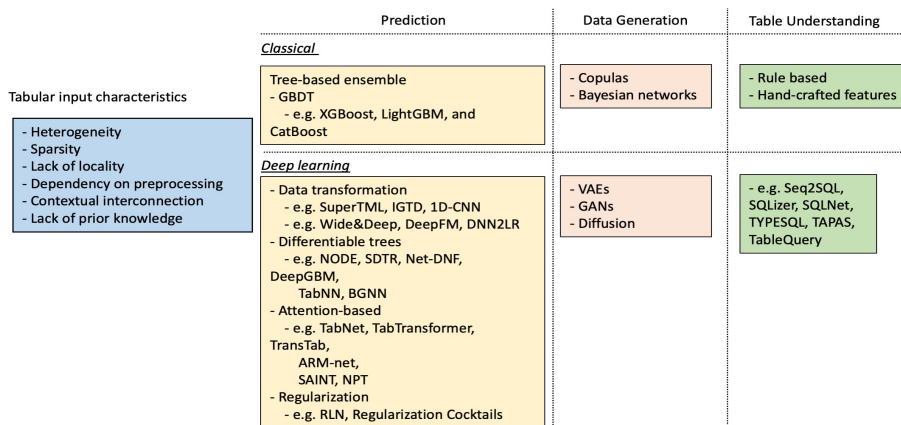 Prediction
Data Generation
Table Understanding
Classical
Tree-based ensemble
- GBDT
- e.g. XGBoost, LightGBM, and
CatBoost
- Copulas
- Bayesian networks
- Rule based
- Hand-crafted features
Tabular input characteristics
- Heterogeneity
- Sparsity
- Lack of locality
- Dependency on preprocessing
- Contextual interconnection
- Lack of prior knowledge
Deep learning
- Data transformation
- e.g. SuperTML, IGTD, 1D-CNN
- e.g. Wide&Deep, DeepFM, DNN2LR
- Differentiable trees
- e.g. NODE, SDTR, Net-DNF,
DeepGBM,
TabNN, BGNN
- Attention-based
- e.g. TabNet, TabTransformer,
TransTab,
ARM-net,
SAINT, NPT
- Regularization
- e.g. RLN, Regularization Cocktails
- VAEs
- GANs
- Diffusion
- e.g. Seq2SQL,
SQLizer, SQLNet,
TYPESQL, TAPAS,
TableQuery